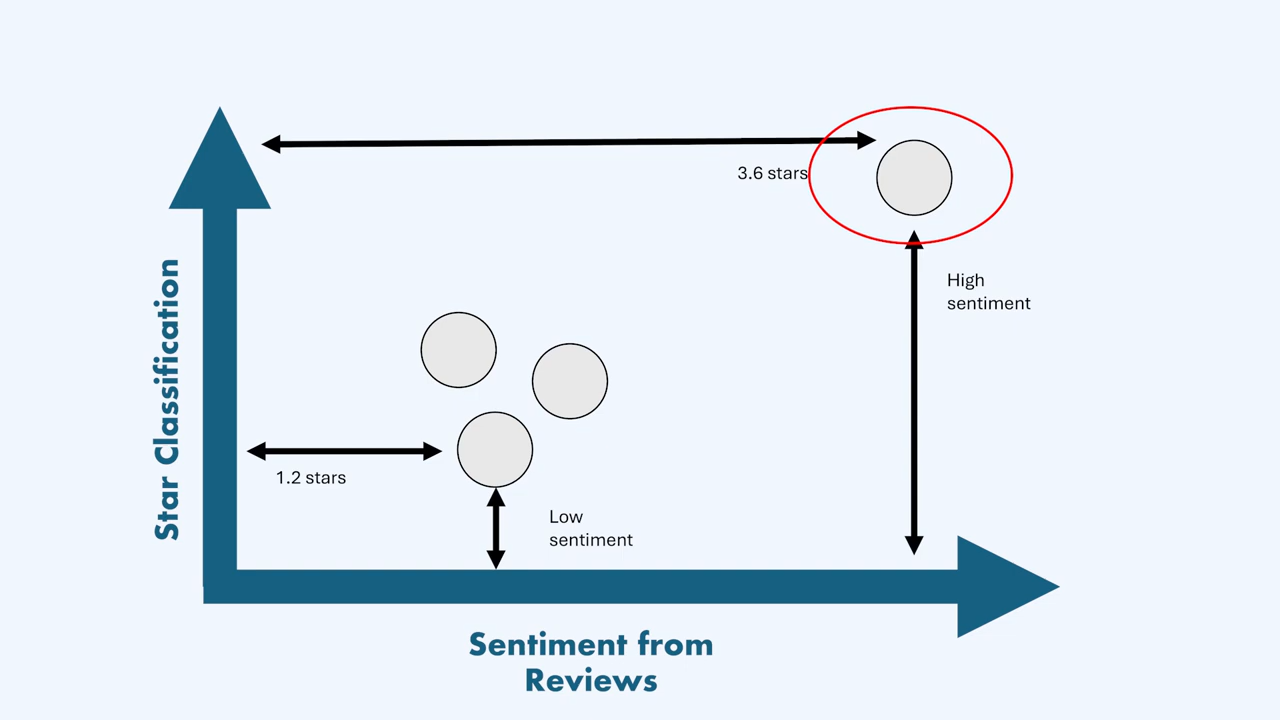 3.6 stars
High
sentiment
Star Classification
1.2 stars
Low
sentiment
Sentiment from
Reviews